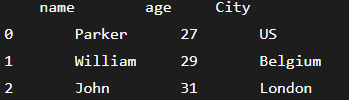 name age City
0 Parker 27 US
1 William 29 Belgium
2 John 31 London